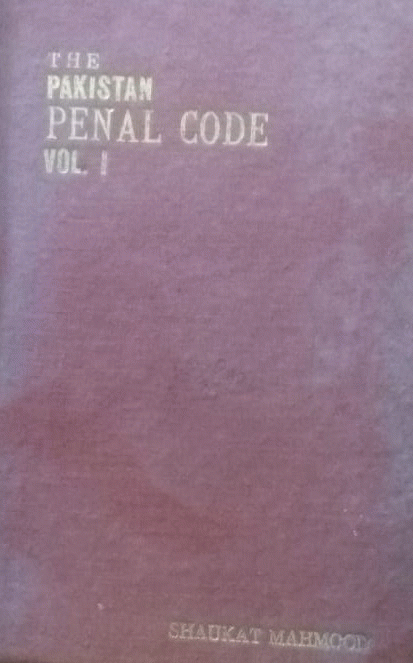 THE
PAKISTAN
PENAL CODE
VOL. I
SHAUKAT MAHMOOD